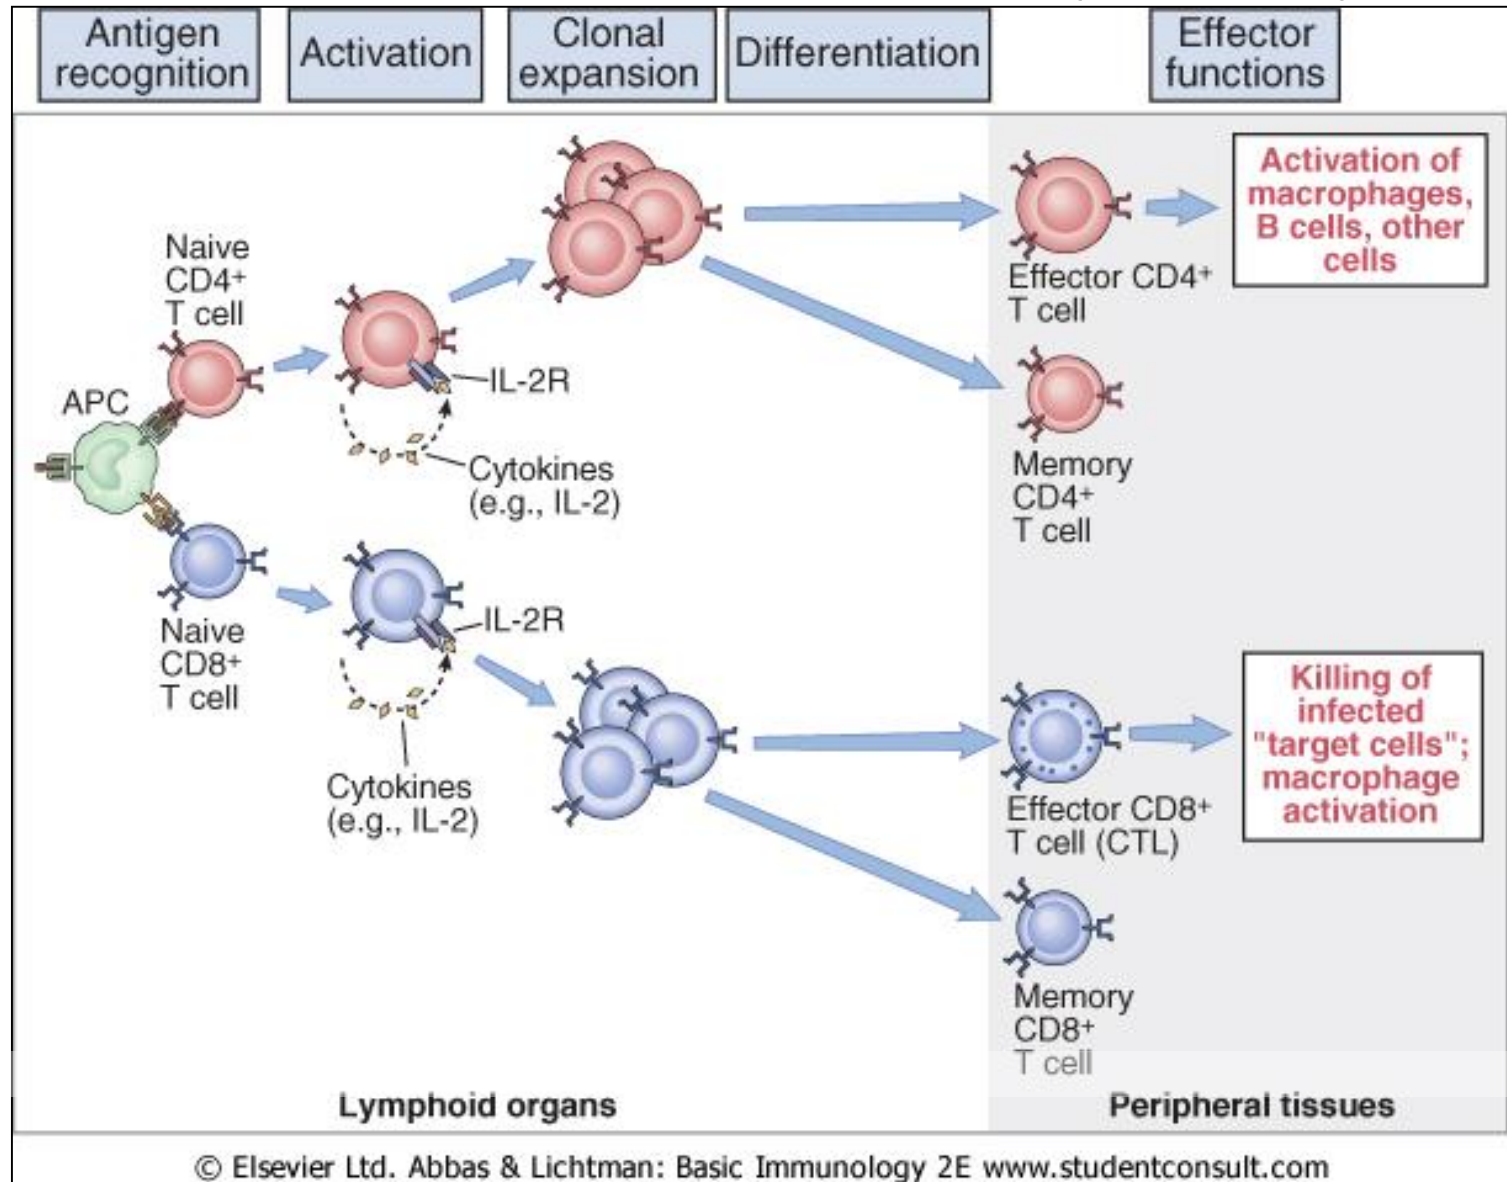 Antigen
recognition
Activation
Clonal
expansion
Differentiation
Effector
functions
Naive
CD4+
T cell
APC
IL-2R
Cytokines
(e.g., IL-2)
Effector CD4+
T cell
Activation of
macrophages,
B cells, other
cells
Memory
CD4+
T cell
Naive
CD8+
T cell
IL-2R
Cytokines
(e.g., IL-2)
Effector CD8+
T cell (CTL)
Killing of
infected
"target cells";
macrophage
activation
Memory
CD8+
T cell
Lymphoid organs
Peripheral tissues
© Elsevier Ltd. Abbas & Lichtman: Basic Immunology 2E www.studentconsult.com